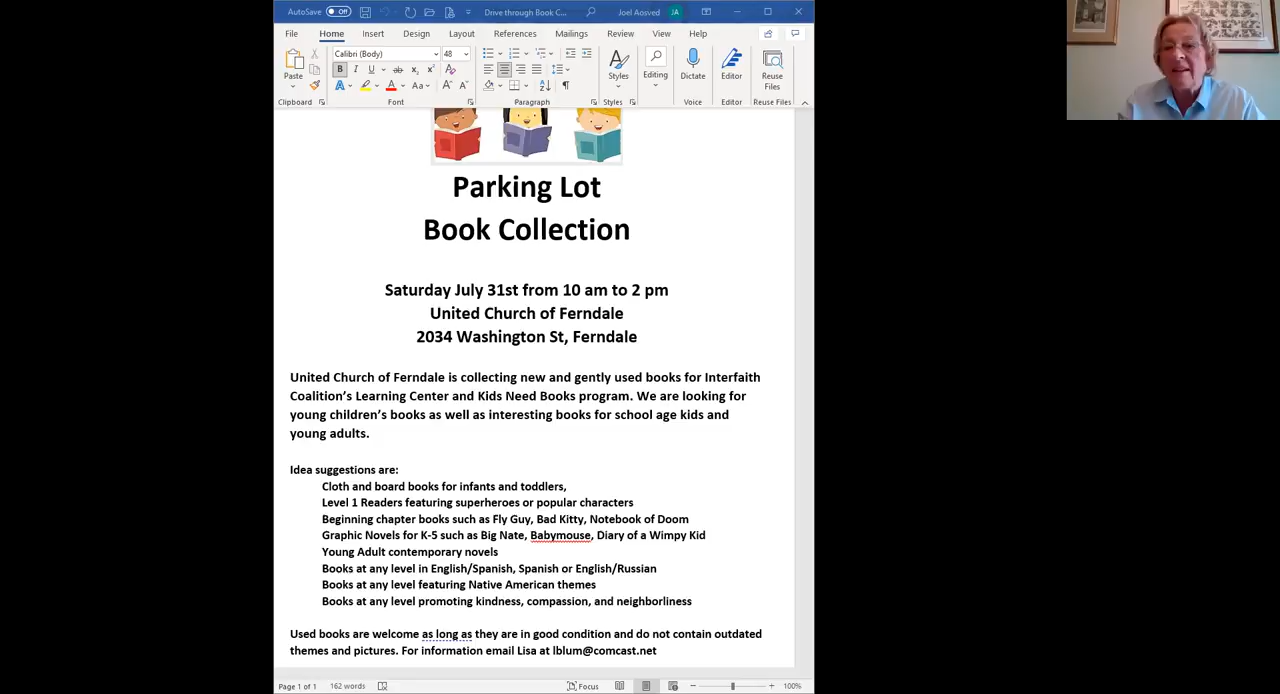 AutoSave Off Drive through Book C... Joel Aosved JA
File Home Insert Design Layout References Mailings Review View Help
Calibri (Body) 48
Paste Styles Editing Dictate Editor Reuse Files
Clipboard Font Paragraph Styles Voice Editor Reuse Files
Parking Lot
Book Collection
Saturday July 31st from 10 am to 2 pm
United Church of Ferndale
2034 Washington St, Ferndale
United Church of Ferndale is collecting new and gently used books for Interfaith
Coalition’s Learning Center and Kids Need Books program. We are looking for
young children’s books as well as interesting books for school age kids and
young adults.
Idea suggestions are:
Cloth and board books for infants and toddlers,
Level 1 Readers featuring superheroes or popular characters
Beginning chapter books such as Fly Guy, Bad Kitty, Notebook of Doom
Graphic Novels for K-5 such as Big Nate, Babymouse, Diary of a Wimpy Kid
Young Adult contemporary novels
Books at any level in English/Spanish, Spanish or English/Russian
Books at any level featuring Native American themes
Books at any level promoting kindness, compassion, and neighborliness
Used books are welcome as long as they are in good condition and do not contain outdated
themes and pictures. For information email Lisa at lblum@comcast.net
Page 1 of 1 162 words Focus 100%